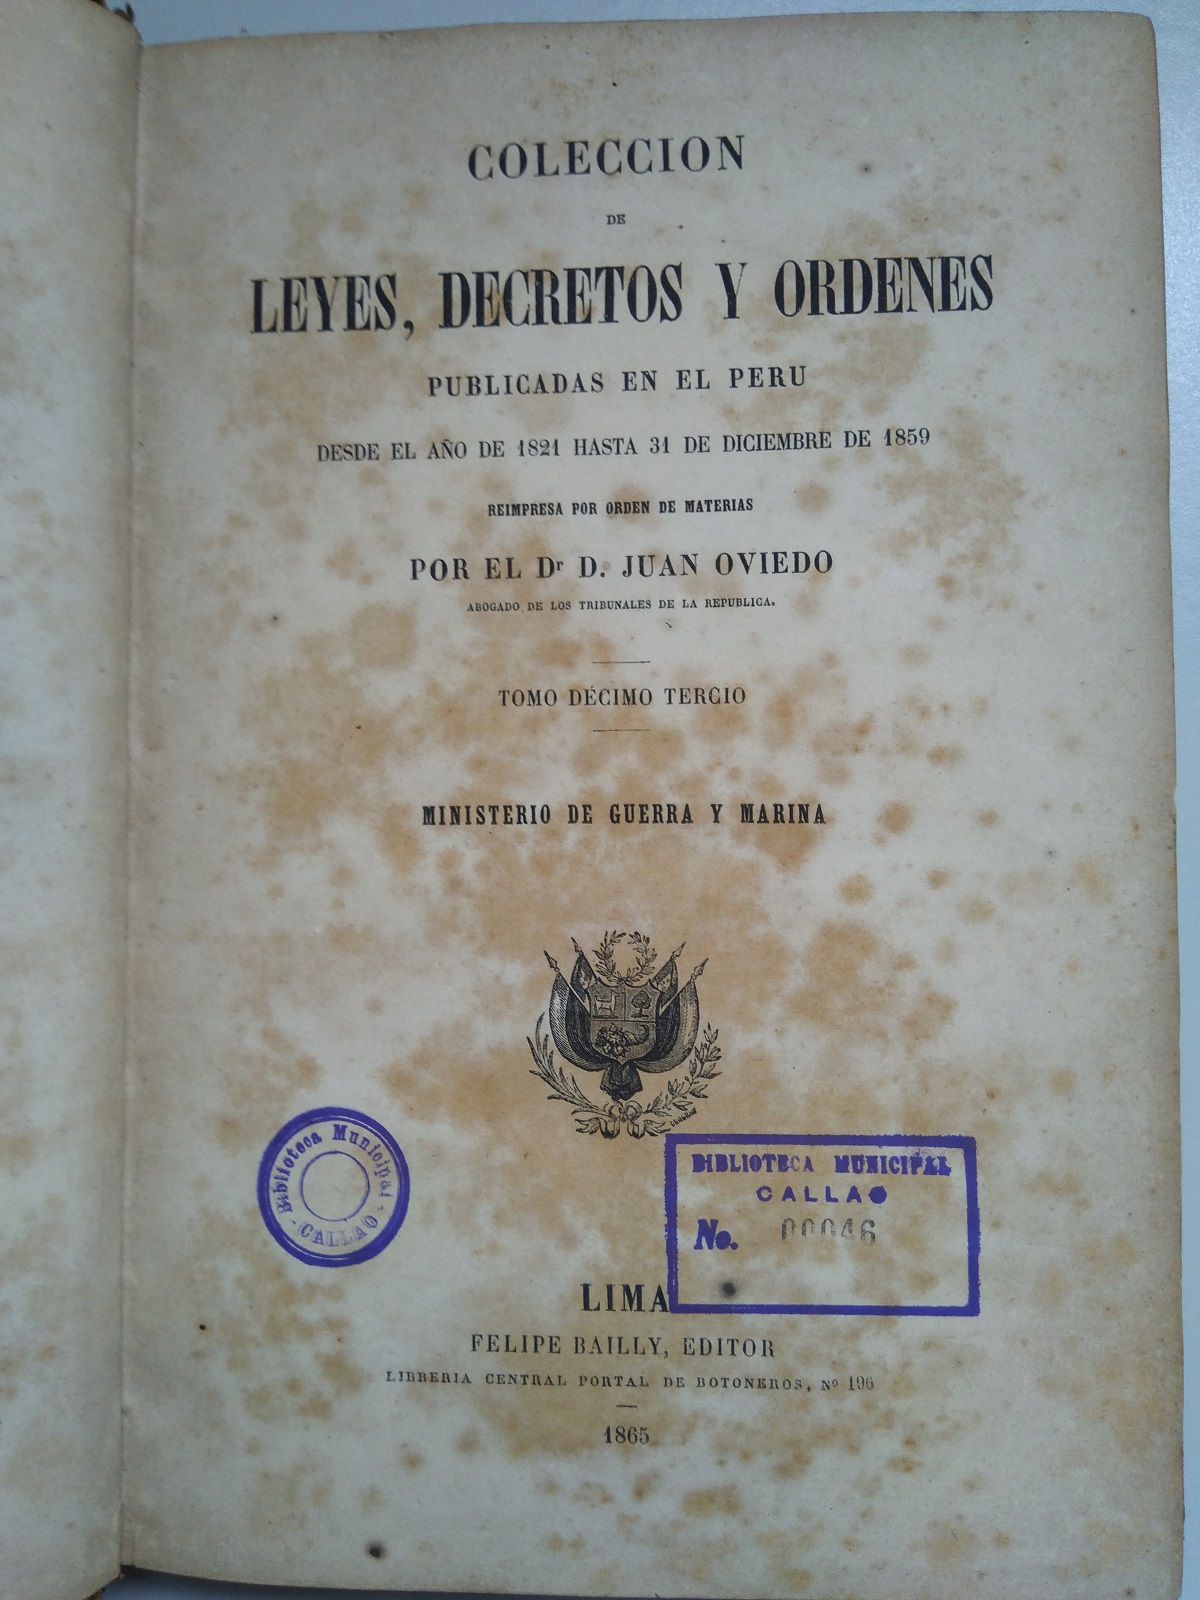 COLECCION
DE
LEYES, DECRETOS Y ORDENES
PUBLICADAS EN EL PERU
DESDE EL AÑO DE 1821 HASTA 31 DE DICIEMBRE DE 1859
REIMPRESA POR ORDEN DE MATERIAS
POR EL Dr D. JUAN OVIEDO
ABOGADO DE LOS TRIBUNALES DE LA REPUBLICA.
TOMO DÉCIMO TERCIO
MINISTERIO DE GUERRA Y MARINA
Biblioteca Municipal
- CALLAO -
BIBLIOTECA MUNICIPAL
CALLAO
No. 00046
LIMA
FELIPE BAILLY, EDITOR
LIBRERIA CENTRAL PORTAL DE BOTONEROS, Nº 196
1865